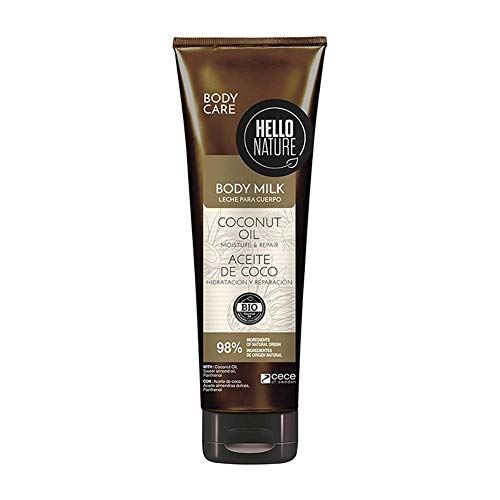 BODY
CARE
HELLO
NATURE
BODY MILK
LECHE PARA CUERPO
COCONUT
OIL
MOISTURE & REPAIR
ACEITE
DE COCO
HIDRATACIÓN Y REPARACIÓN
BIO
98%
INGREDIENTS
OF NATURAL ORIGIN
INGREDIENTES
DE ORIGEN NATURAL
WITH: Coconut Oil,
Sweet almond oil,
Panthenol
CON: Aceite de coco,
Aceite almendras dulces,
Panthenol
cece
of sweden